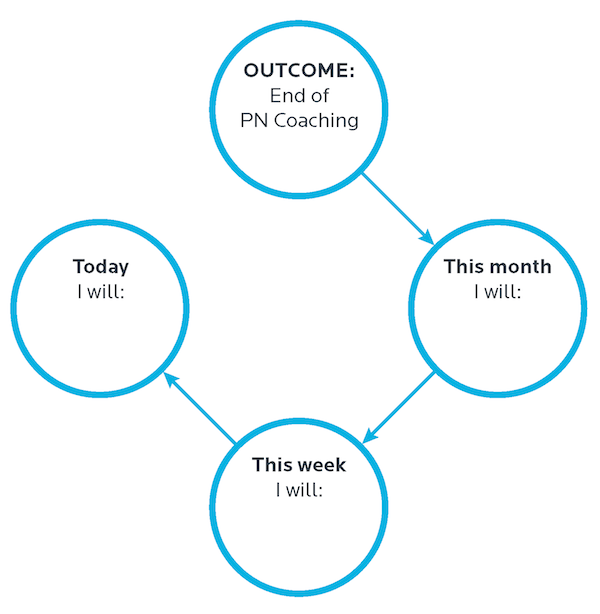 OUTCOME:
End of
PN Coaching
This month
I will:
This week
I will:
Today
I will: